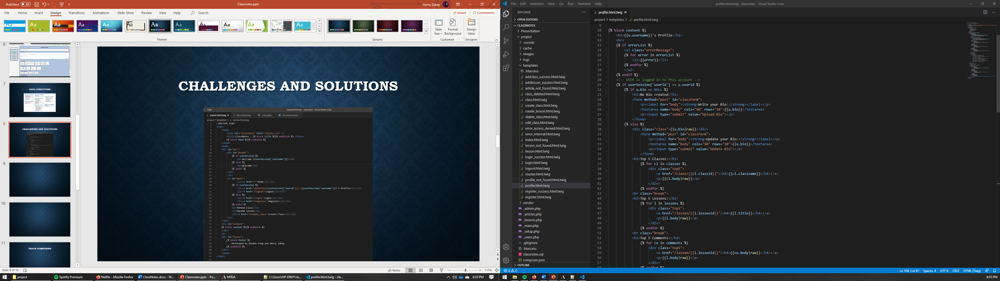 AutoSave Off
Classnotes.pptx
Henry Zakay
File Home Insert Design Transitions Animations Slide Show Review View Help Search
Share Comments
Aa Aa Aa Aa Aa Aa Aa Aa Aa Aa Aa Aa Aa
Slide Size
Format Background
Design Ideas
Themes
Variants
Customize
Designer
6
7
DATA STRUCTURE
8
CHALLENGES AND SOLUTIONS
9
10
11
TEACH SOMETHING
CHALLENGES AND SOLUTIONS
Help
master.html.twig - classnotes - Visual Studio Code
master.html.twig class.html.twig _users.php ClassNotes.docx
project > templates > master.html.twig
1 <!DOCTYPE html>
2 <html>
3 <head>
4 <link rel="stylesheet" href="/styles.css" />
5 <title>ClassNotes - {% block title %}{% endblock %}</title>
6 {% block head %}{% endblock %}
7 </head>
8 <body>
9 <div id="nav">
10 <div id="header">
11 {% if userSession %}
12 <h1>Welcome {{userSession['username']}}</h1>
13 {% else %}
14 <h1>Welcome</h1>
15 {% endif %}
16 </div>
17 </br>
18 <ul id="menu">
19 <li><a href="/">Home</a></li>
20 {% if userSession %}
21 <li><a href="/profile/{{userSession['userid']}}">{{userSession['username']}}'s Profile</a></li>
22 <li><a href="/logout">Logout</a></li>
23 {% else %}
24 <li><a href="/login">Login</a></li>
25 <li><a href="/register">Register</a></li>
26 {% endif %}
27 <li>Random Class</li>
28 <li>Random Lesson</li>
29 <li><a href="/create_class">Create Class</a></li>
30 </ul>
31 </div>
32 <div id="content">
33 {% block content %}{% endblock %}
34 </div>
35 <br>
36 <div id="footer">
37 {% block footer %}
38 Developed by Norman Fong and Henry Zakay.
39 {% endblock %}
40 </div>
41 </body>
42 </html>
43
Slide 8 of 16
Notes
115%
File Edit Selection View Go Run Terminal Help
profile.html.twig - classnotes - Visual Studio Code
EXPLORER
OPEN EDITORS
CLASSNOTES
Presentation
project
.vscode
cache
images
logs
templates
.htaccess
addclass_success.html.twig
addlesson_success.html.twig
article_not_found.html.twig
class_deleted.html.twig
class.html.twig
create_class.html.twig
create_lesson.html.twig
delete_class.html.twig
edit_class.html.twig
error_access_denied.html.twig
error_internal.html.twig
index.html.twig
lesson_not_found.html.twig
lesson.html.twig
login_success.html.twig
login.html.twig
logout.html.twig
master.html.twig
profile_not_found.html.twig
profile.html.twig
register_success.html.twig
register.html.twig
vendor
_admin.php
_articles.php
_lessons.php
_main.php
_setup.php
_users.php
.gitignore
.htaccess
classnotes.sql
composer.json
OUTLINE
profile.html.twig
project > templates > profile.html.twig
9
10 {% block content %}
11 <h1>{{u.username}}'s Profile</h1>
12 <hr>
13 {% if errorList %}
14 <ul class="errorMessage">
15 {% for error in errorList %}
16 <li>{{error}}</li>
17 {% endfor %}
18 </ul>
19 {% endif %}
20 <!-- USER is logged in to this account -->
21 {% if userSession['userid'] == u.userid %}
22 {% if u.bio == NULL %}
23 <h2>No Bio created</h2>
24 <form method="post" id="classForm">
25 <p><label for="body"><strong>Write your Bio:</strong></label></p>
26 <textarea name="body" cols="60" rows="10">{{u.bio}}</textarea>
27 <p><input type="submit" value="Upload Bio"></p>
28 </form>
29 {% else %}
30 <div class="class">{{u.bio|raw}}</div>
31 <form method="post" id="classForm">
32 <p><label for="body"><strong>Update your Bio:</strong></label></p>
33 <textarea name="body" cols="60" rows="10">{{u.bio}}</textarea>
34 <p><input type="submit" value="Update Bio"></p>
35 </form>
36 <h2>Top 5 Classes:</h2>
37 {% for cl in classes %}
38 <div class="top5">
39 <a href="/class/{{cl.classid}}"><h4>{{cl.classname}}</h4></a>
40 <p>{{cl.body|raw}}</p>
41 </div>
42 {% endfor %}
43 <br class="break">
44 <h2>Top 5 Lessons:</h2>
45 {% for l in lessons %}
46 <div class="top5">
47 <a href="/lesson/{{l.lessonid}}"><h4>{{l.title}}</h4></a>
48 <p>{{l.body|raw}}</p>
49 </div>
50 {% endfor %}
51 <br class="break">
52 <h2>Top 5 Comments:</h2>
53 {% for co in comments %}
54 <div class="top5">
55 <a href="/lesson/{{l.lessonid}}"><h4>{{co.body|raw}}</h4></a>
56 <p>{{l.body|raw}}</p>
57 </div>
58 {% endfor %}
0 0
Ln 104, Col 87 Spaces: 4 UTF-8 CRLF HTML (Twig)
project
Spotify Premium
Netflix - Mozilla Firefox
ClassNotes.docx - W...
Classnotes.pptx - Po...
MTGA
C:\Users\HP-ENVY\Jo...
profile.html.twig - cla...
6:35 PM
6:35 PM